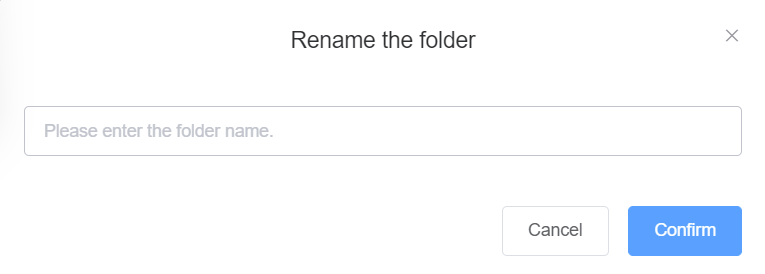 Rename the folder
Please enter the folder name.
Cancel
Confirm